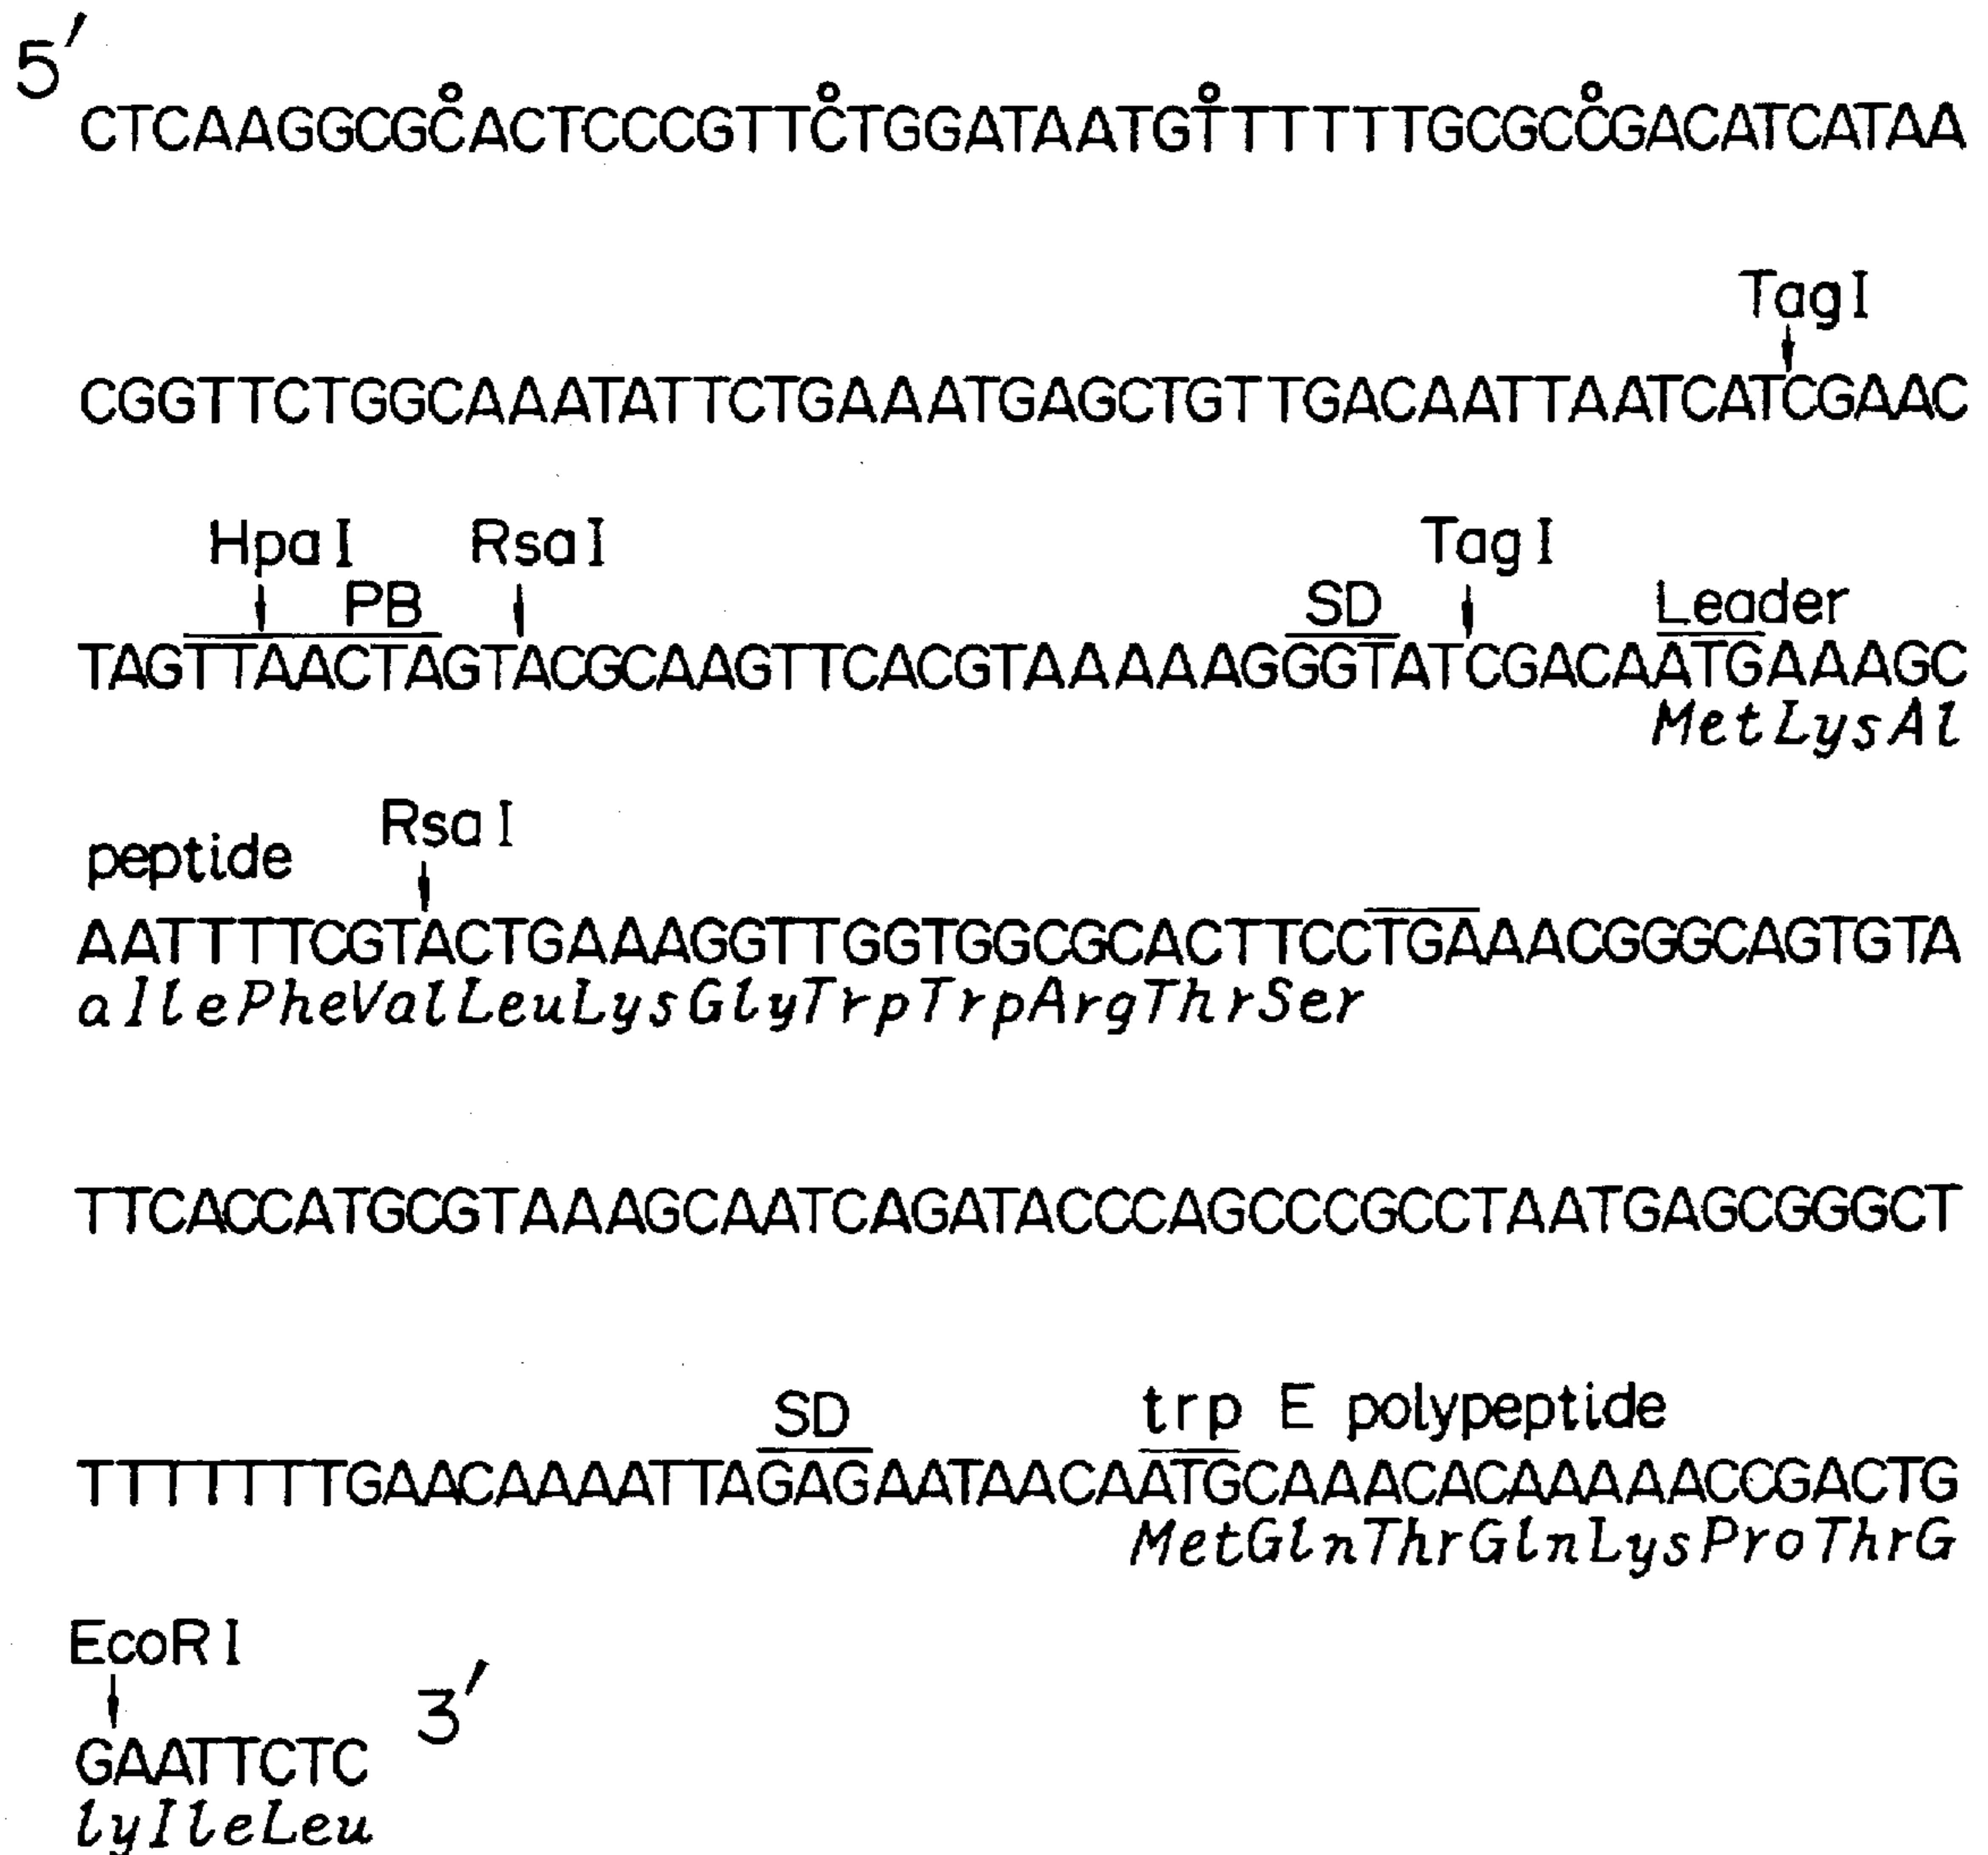 5′
CTCAAGGCGCACTCCCGTTCTGGATAATGTTTTTTGCGCCGACATCATAA
TagI
CGGTTCTGGCAAATATTCTGAAATGAGCTGTTGACAATTAATCATCGAAC
HpaI RsaI TagI
PB SD Leader
TAGTTAACTAGTACGCAAGTTCACGTAAAAAGGGTATCGACAATGAAAGC
MetLysAl
peptide RsaI
AATTTTCGTACTGAAAGGTTGGTGGCGCACTTCCTGAAACGGGCAGTGTA
aIlePheValLeuLysGlyTrpTrpArgThrSer
TTCACCATGCGTAAAGCAATCAGATACCCAGCCCGCCTAATGAGCGGGCT
SD trp E polypeptide
TTTTTTTGAACAAAATTAGAGAATAACAATGCAAACACAAAAACCGACTG
MetGlnThrGlnLysProThrG
EcoRI
3′
GAATTCTC
lyIleLeu